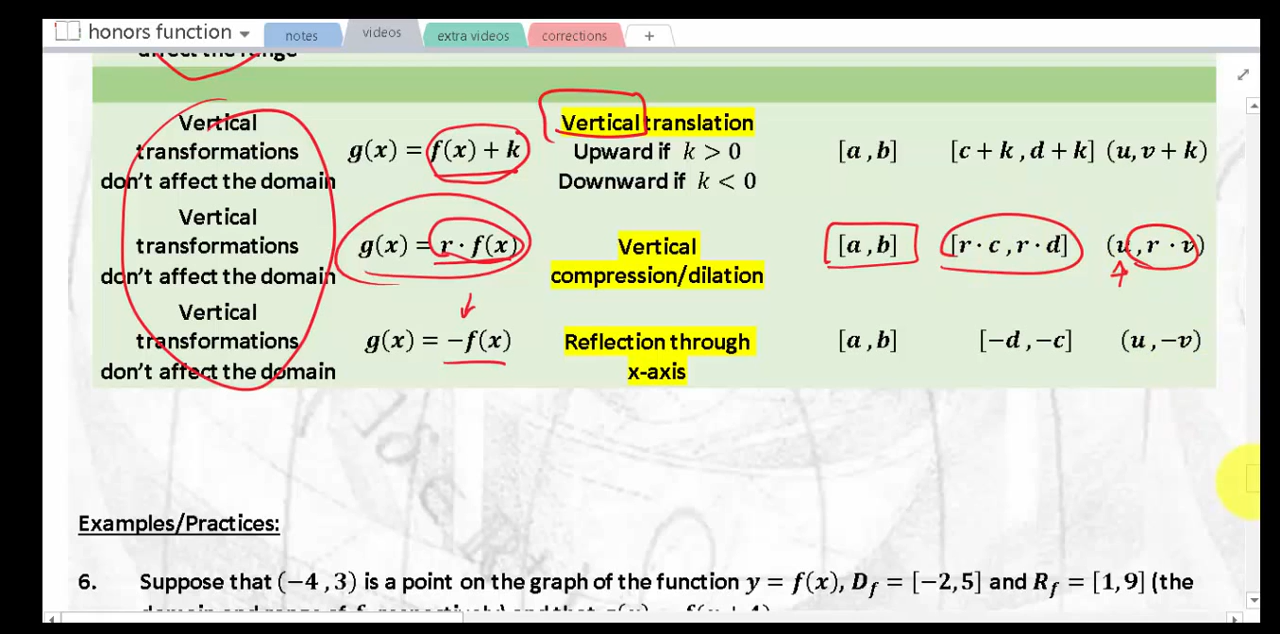 honors function
notes
videos
extra videos
corrections
+
affect the range
Vertical
transformations
don't affect the domain
g(x) = f(x) + k
Vertical translation
Upward if k > 0
Downward if k < 0
[a , b]
[c + k , d + k]
(u, v + k)
Vertical
transformations
don't affect the domain
g(x) = r · f(x)
Vertical
compression/dilation
[a , b]
[r · c , r · d]
(u , r · v)
Vertical
transformations
don't affect the domain
g(x) = −f(x)
Reflection through
x-axis
[a , b]
[−d , −c]
(u , −v)
Examples/Practices:
6. Suppose that (−4 , 3) is a point on the graph of the function y = f(x), D_f = [−2, 5] and R_f = [1, 9] (the